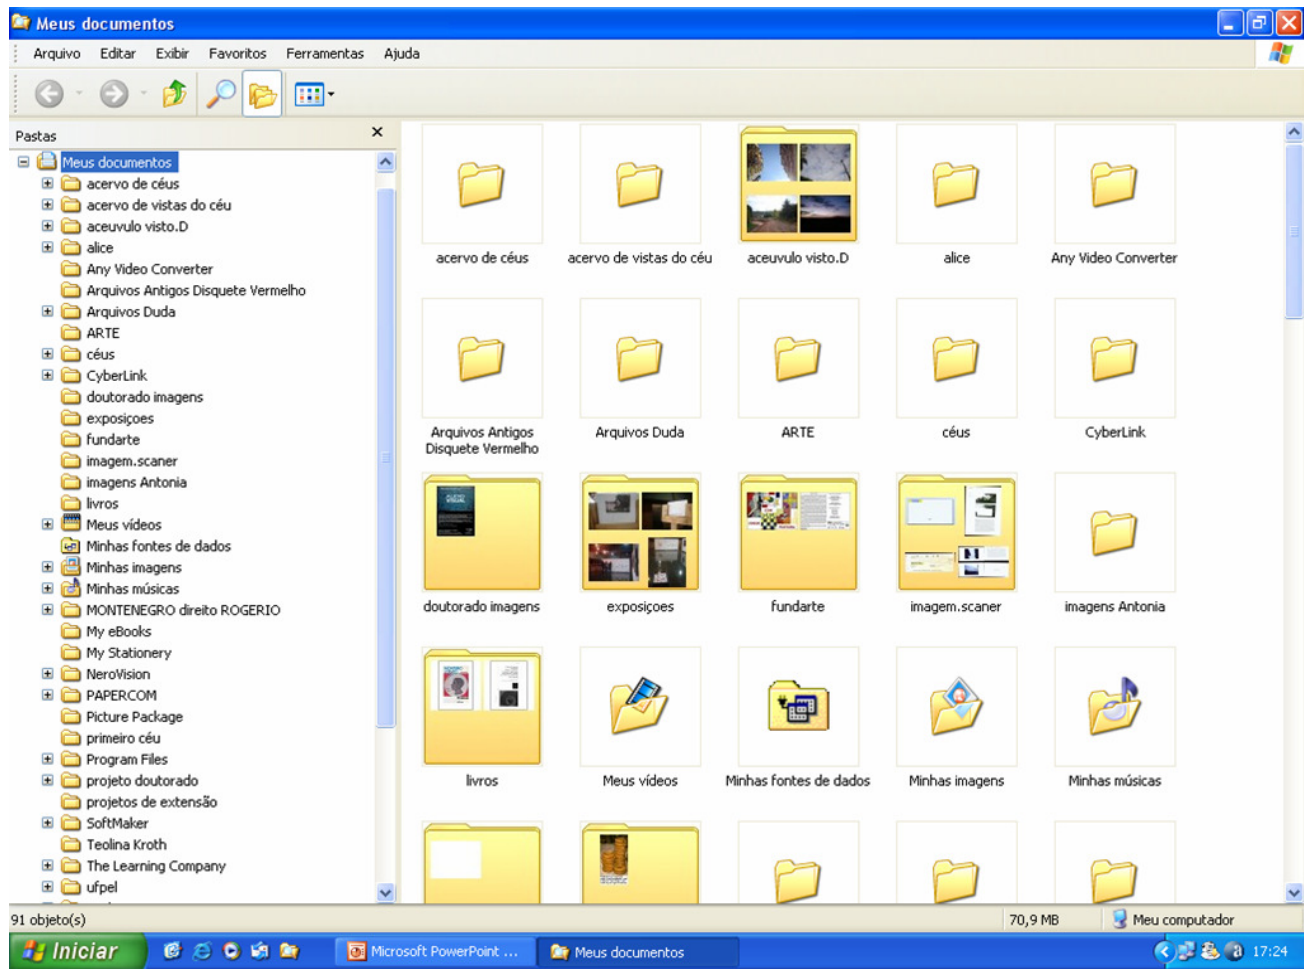 Meus documentos
Arquivo Editar Exibir Favoritos Ferramentas Ajuda
Pastas
Meus documentos
acervo de céus
acervo de vistas do céu
aceuvulo visto.D
alice
Any Video Converter
Arquivos Antigos Disquete Vermelho
Arquivos Duda
ARTE
céus
CyberLink
doutorado imagens
exposiçoes
fundarte
imagem.scaner
imagens Antonia
livros
Meus vídeos
Minhas fontes de dados
Minhas imagens
Minhas músicas
MONTENEGRO direito ROGERIO
My eBooks
My Stationery
NeroVision
PAPERCOM
Picture Package
primeiro céu
Program Files
projeto doutorado
projetos de extensão
SoftMaker
Teolina Kroth
The Learning Company
ufpel
acervo de céus
acervo de vistas do céu
aceuvulo visto.D
alice
Any Video Converter
Arquivos Antigos
Disquete Vermelho
Arquivos Duda
ARTE
céus
CyberLink
doutorado imagens
exposiçoes
fundarte
imagem.scaner
imagens Antonia
livros
Meus vídeos
Minhas fontes de dados
Minhas imagens
Minhas músicas
91 objeto(s)
70,9 MB
Meu computador
Iniciar
Microsoft PowerPoint ...
Meus documentos
17:24